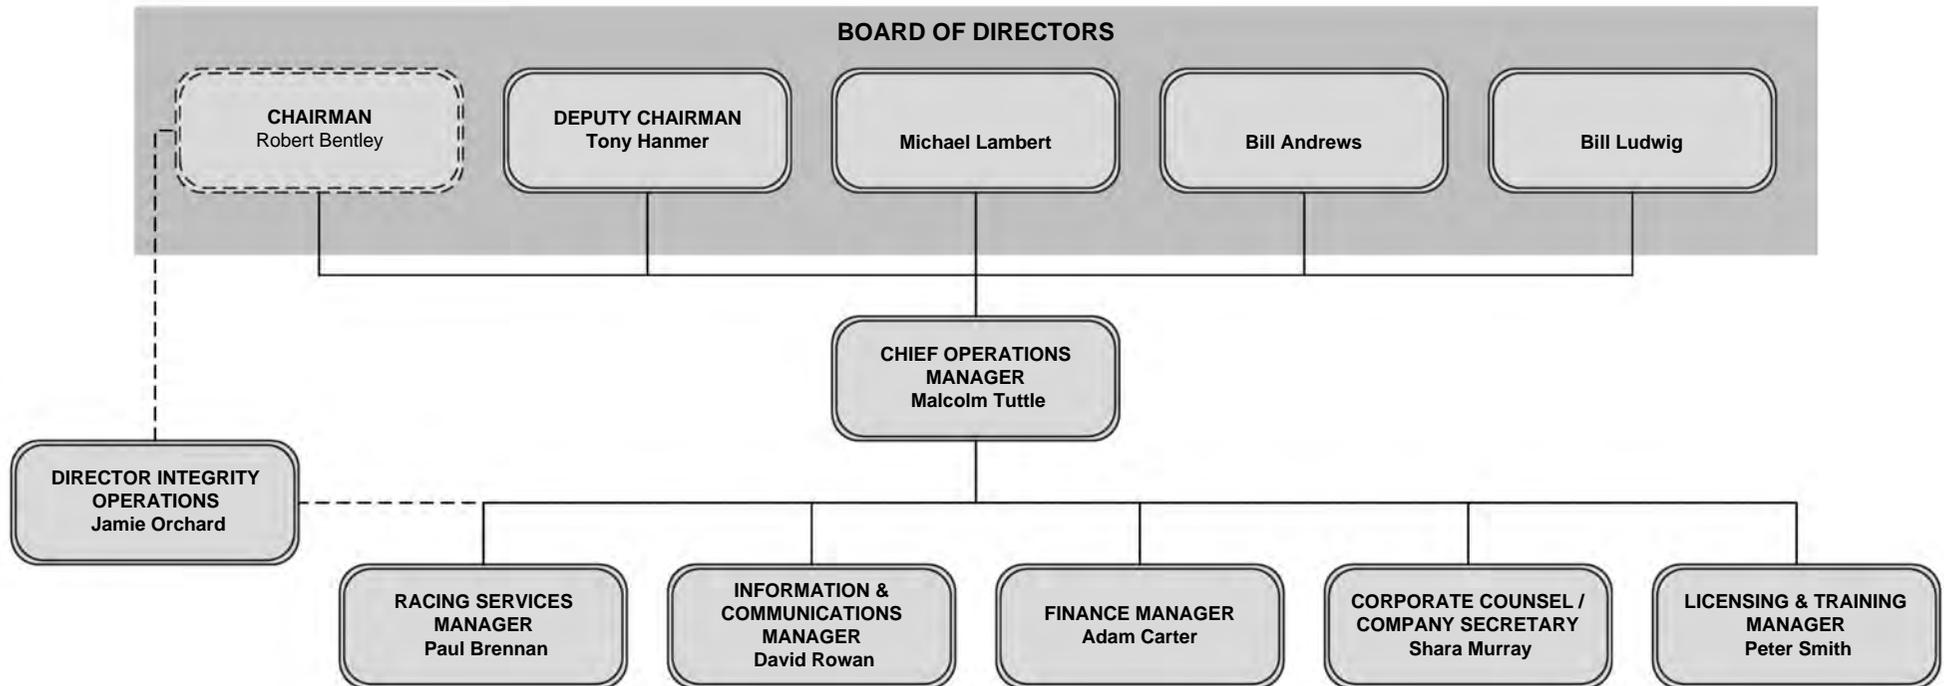 BOARD OF DIRECTORS
CHAIRMAN
Robert Bentley
DEPUTY CHAIRMAN
Tony Hanmer
Michael Lambert
Bill Andrews
Bill Ludwig
CHIEF OPERATIONS
MANAGER
Malcolm Tuttle
DIRECTOR INTEGRITY
OPERATIONS
Jamie Orchard
RACING SERVICES
MANAGER
Paul Brennan
INFORMATION &
COMMUNICATIONS
MANAGER
David Rowan
FINANCE MANAGER
Adam Carter
CORPORATE COUNSEL /
COMPANY SECRETARY
Shara Murray
LICENSING & TRAINING
MANAGER
Peter Smith